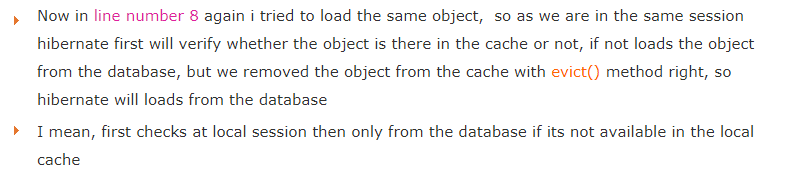 Now in line number 8 again i tried to load the same object,  so as we are in the same session
hibernate first will verify whether the object is there in the cache or not, if not loads the object
from the database, but we removed the object from the cache with evict() method right, so
hibernate will loads from the database
I mean, first checks at local session then only from the database if its not available in the local
cache